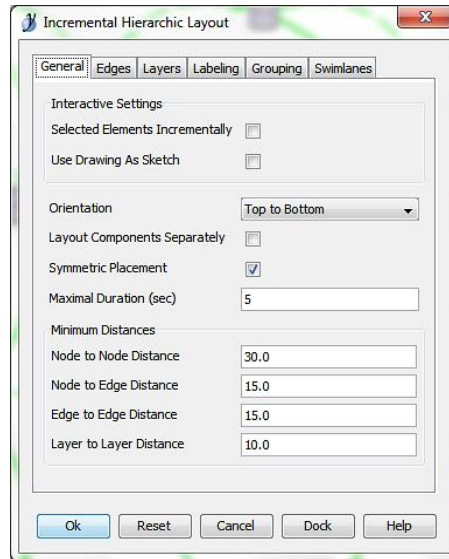 Incremental Hierarchic Layout
General Edges Layers Labeling Grouping Swimlanes
Interactive Settings
Selected Elements Incrementally
Use Drawing As Sketch
Orientation Top to Bottom
Layout Components Separately
Symmetric Placement
Maximal Duration (sec) 5
Minimum Distances
Node to Node Distance 30.0
Node to Edge Distance 15.0
Edge to Edge Distance 15.0
Layer to Layer Distance 10.0
Ok Reset Cancel Dock Help